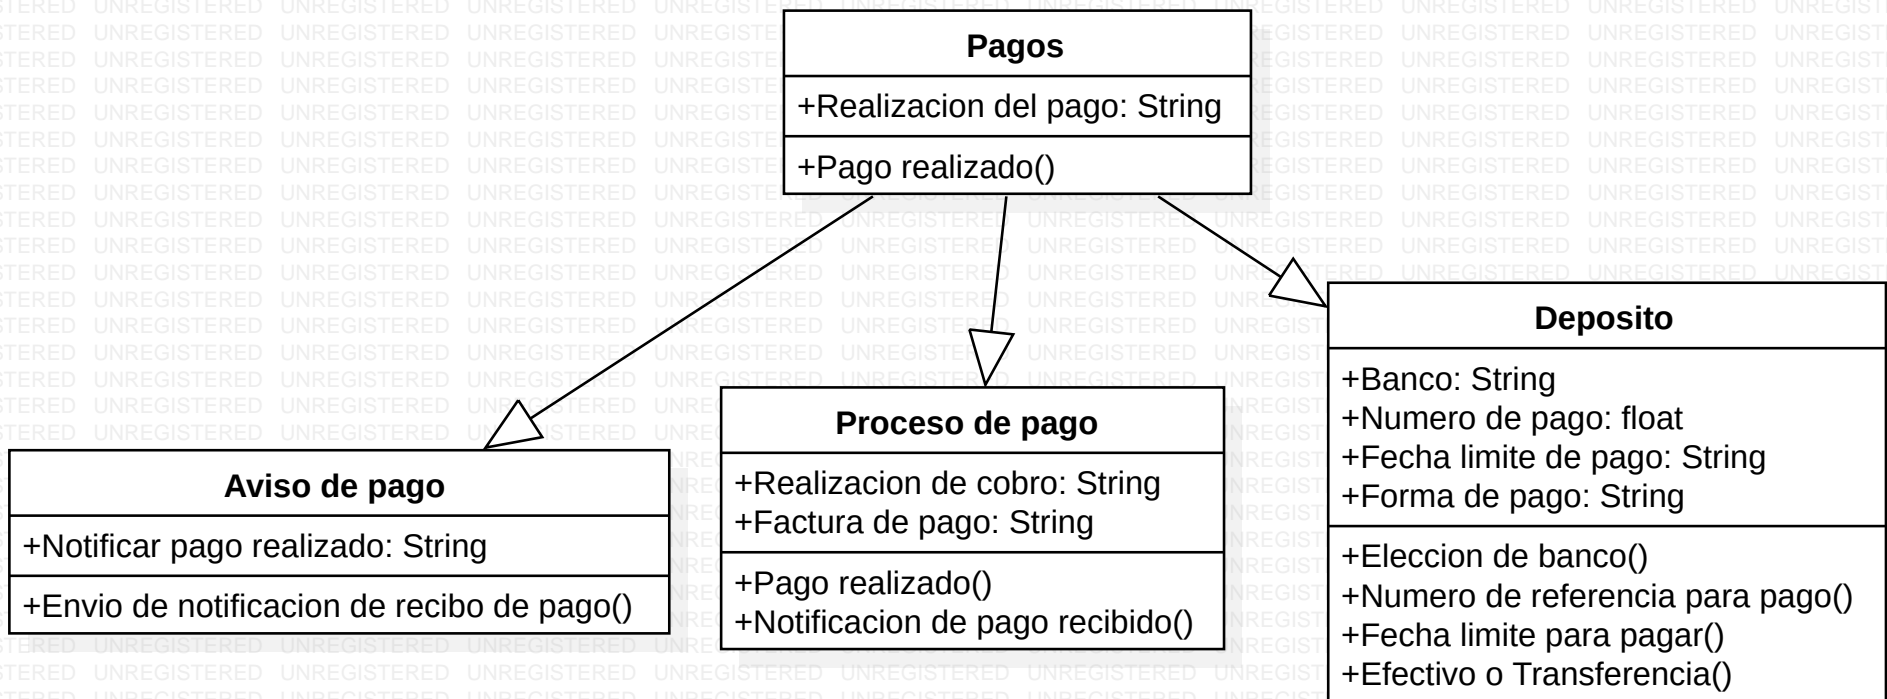 Pagos
+Realizacion del pago: String
+Pago realizado()
Aviso de pago
+Notificar pago realizado: String
+Envio de notificacion de recibo de pago()
Proceso de pago
+Realizacion de cobro: String
+Factura de pago: String
+Pago realizado()
+Notificacion de pago recibido()
Deposito
+Banco: String
+Numero de pago: float
+Fecha limite de pago: String
+Forma de pago: String
+Eleccion de banco()
+Numero de referencia para pago()
+Fecha limite para pagar()
+Efectivo o Transferencia()
UNREGISTERED